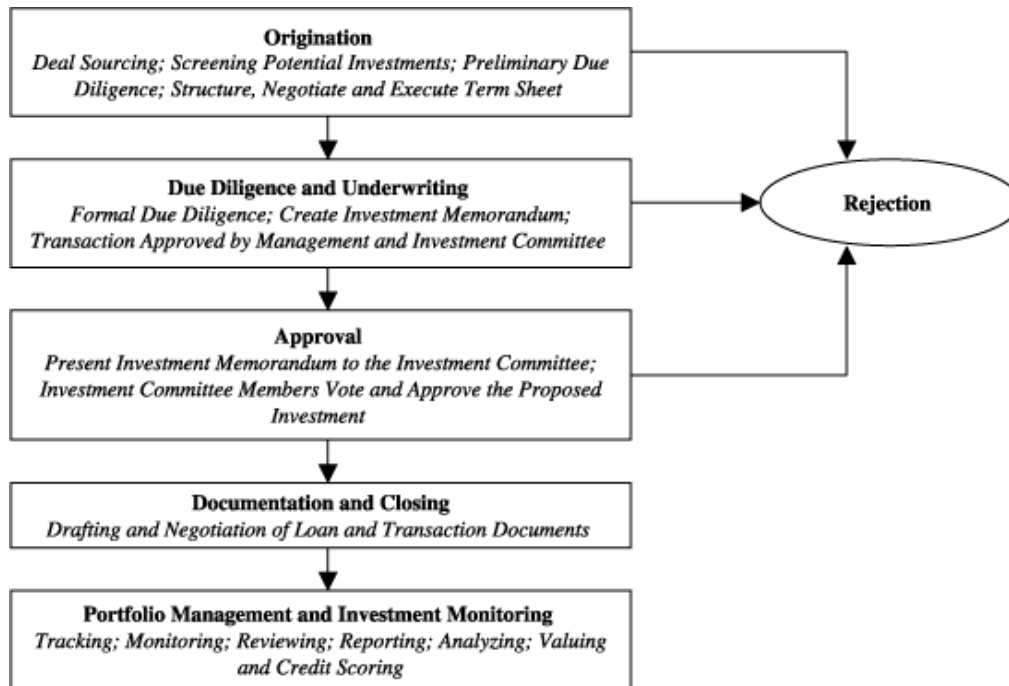 Origination
Deal Sourcing; Screening Potential Investments; Preliminary Due
Diligence; Structure, Negotiate and Execute Term Sheet
Due Diligence and Underwriting
Formal Due Diligence; Create Investment Memorandum;
Transaction Approved by Management and Investment Committee
Rejection
Approval
Present Investment Memorandum to the Investment Committee;
Investment Committee Members Vote and Approve the Proposed
Investment
Documentation and Closing
Drafting and Negotiation of Loan and Transaction Documents
Portfolio Management and Investment Monitoring
Tracking; Monitoring; Reviewing; Reporting; Analyzing; Valuing
and Credit Scoring